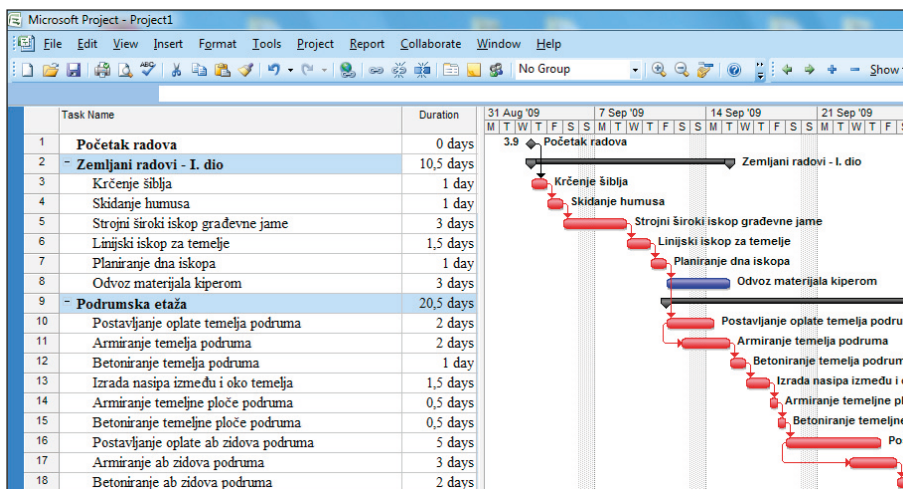 Microsoft Project - Project1
File Edit View Insert Format Tools Project Report Collaborate Window Help
ABC No Group Show
Task Name Duration 31 Aug '09 7 Sep '09 14 Sep '09 21 Sep '09
M T W T F S S M T W T F S S M T W T F S S M T W T F
1 Početak radova 0 days 3.9 Početak radova
2 - Zemljani radovi - I. dio 10,5 days Zemljani radovi - I. dio
3 Krčenje šiblja 1 day Krčenje šiblja
4 Skidanje humusa 1 day Skidanje humusa
5 Strojni široki iskop građevne jame 3 days Strojni široki iskop građevne jame
6 Linijski iskop za temelje 1,5 days Linijski iskop za temelje
7 Planiranje dna iskopa 1 day Planiranje dna iskopa
8 Odvoz materijala kiperom 3 days Odvoz materijala kiperom
9 - Podrumska etaža 20,5 days
10 Postavljanje oplate temelja podruma 2 days Postavljanje oplate temelja podru
11 Armiranje temelja podruma 2 days Armiranje temelja podruma
12 Betoniranje temelja podruma 1 day Betoniranje temelja podrum
13 Izrada nasipa između i oko temelja 1,5 days Izrada nasipa između i
14 Armiranje temeljne ploče podruma 0,5 days Armiranje temeljne pl
15 Betoniranje temeljne ploče podruma 0,5 days Betoniranje temeljne
16 Postavljanje oplate ab zidova podruma 5 days Po
17 Armiranje ab zidova podruma 3 days
18 Betoniranje ab zidova podruma 2 days